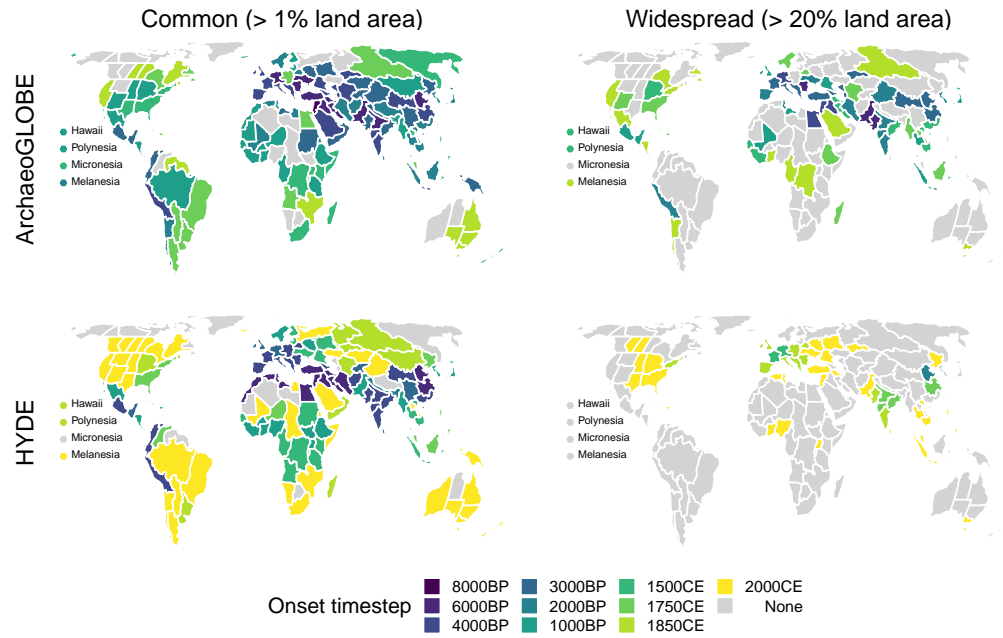 Common (> 1% land area)
Widespread (> 20% land area)
ArchaeoGLOBE
Hawaii
Polynesia
Micronesia
Melanesia
Hawaii
Polynesia
Micronesia
Melanesia
HYDE
Hawaii
Polynesia
Micronesia
Melanesia
Hawaii
Polynesia
Micronesia
Melanesia
Onset timestep
8000BP 3000BP 1500CE 2000CE
6000BP 2000BP 1750CE None
4000BP 1000BP 1850CE